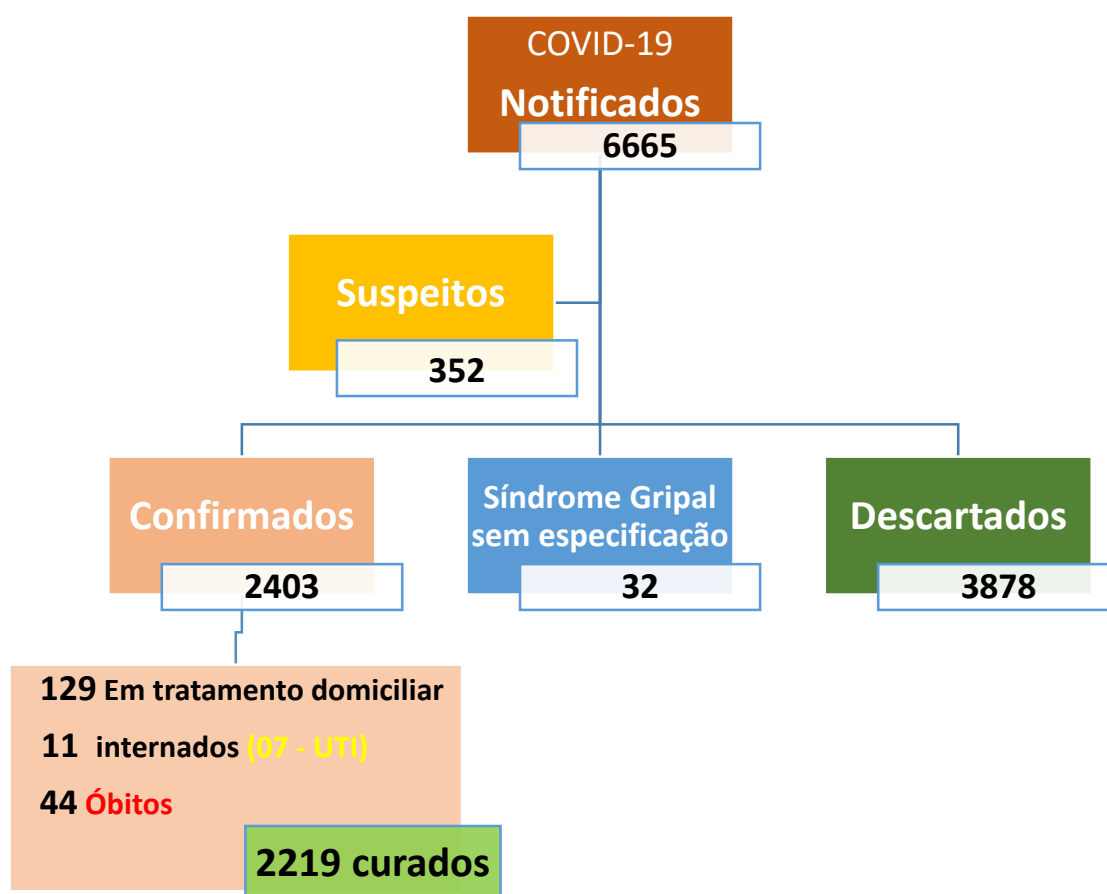 COVID-19
Notificados
6665
Suspeitos
352
Confirmados
2403
Síndrome Gripal
sem especificação
32
Descartados
3878
129 Em tratamento domiciliar
11 internados (07 - UTI)
44 Óbitos
2219 curados